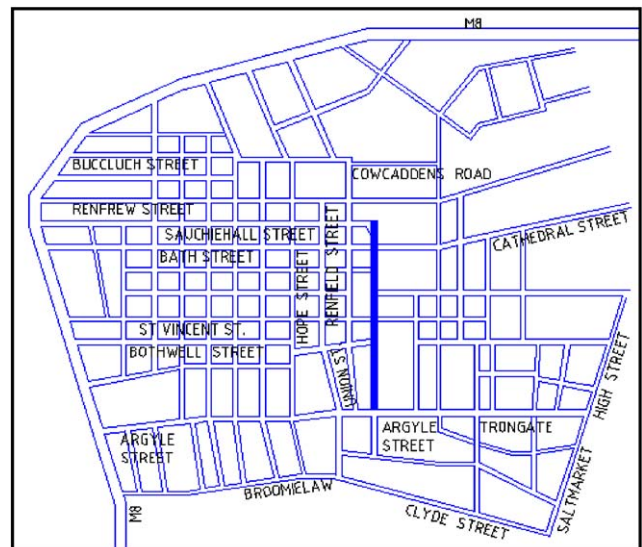 M8
BUCCLUCH STREET
COWCADDENS ROAD
RENFREW STREET
SAUCHIEHALL STREET
CATHEDRAL STREET
BATH STREET
HOPE STREET
RENFIELD STREET
ST VINCENT ST.
BOTHWELL STREET
UNION ST
HIGH STREET
ARGYLE
STREET
ARGYLE
STREET
TRONGATE
BROOMIELAW
SALTMARKET
CLYDE STREET
M8